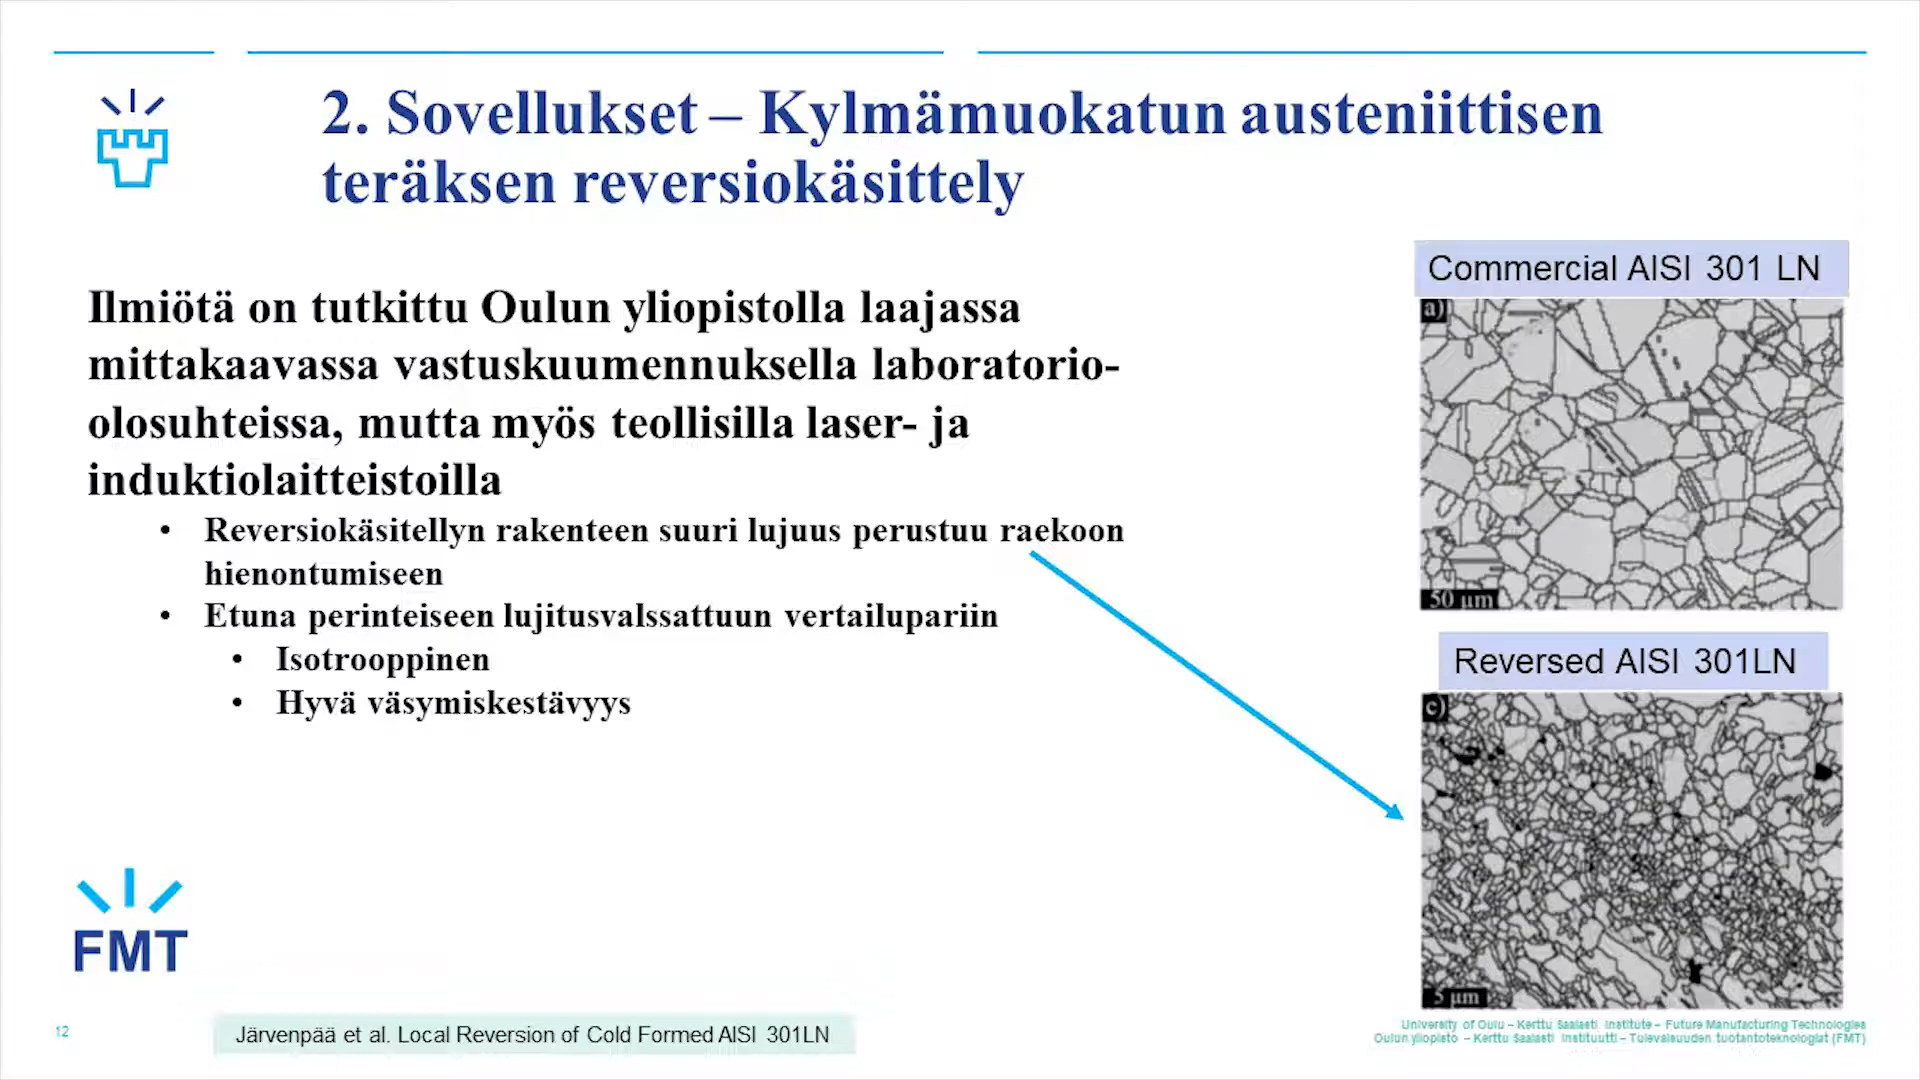 2. Sovellukset – Kylmämuokatun austeniittisen
teräksen reversiokäsittely
Ilmiötä on tutkittu Oulun yliopistolla laajassa
mittakaavassa vastuskuumennuksella laboratorio-
olosuhteissa, mutta myös teollisilla laser- ja
induktiolaitteistoilla
• Reversiokäsitellyn rakenteen suuri lujuus perustuu raekoon
hienontumiseen
• Etuna perinteiseen lujitusvalssattuun vertailupariin
• Isotrooppinen
• Hyvä väsymiskestävyys
Commercial AISI 301 LN
a)
50 µm
Reversed AISI 301LN
c)
5 µm
FMT
12
Järvenpää et al. Local Reversion of Cold Formed AISI 301LN
University of Oulu – Kerttu Saalasti Institute – Future Manufacturing Technologies
Oulun yliopisto – Kerttu Saalasti Instituutti – Tulevaisuuden tuotantoteknologiat (FMT)